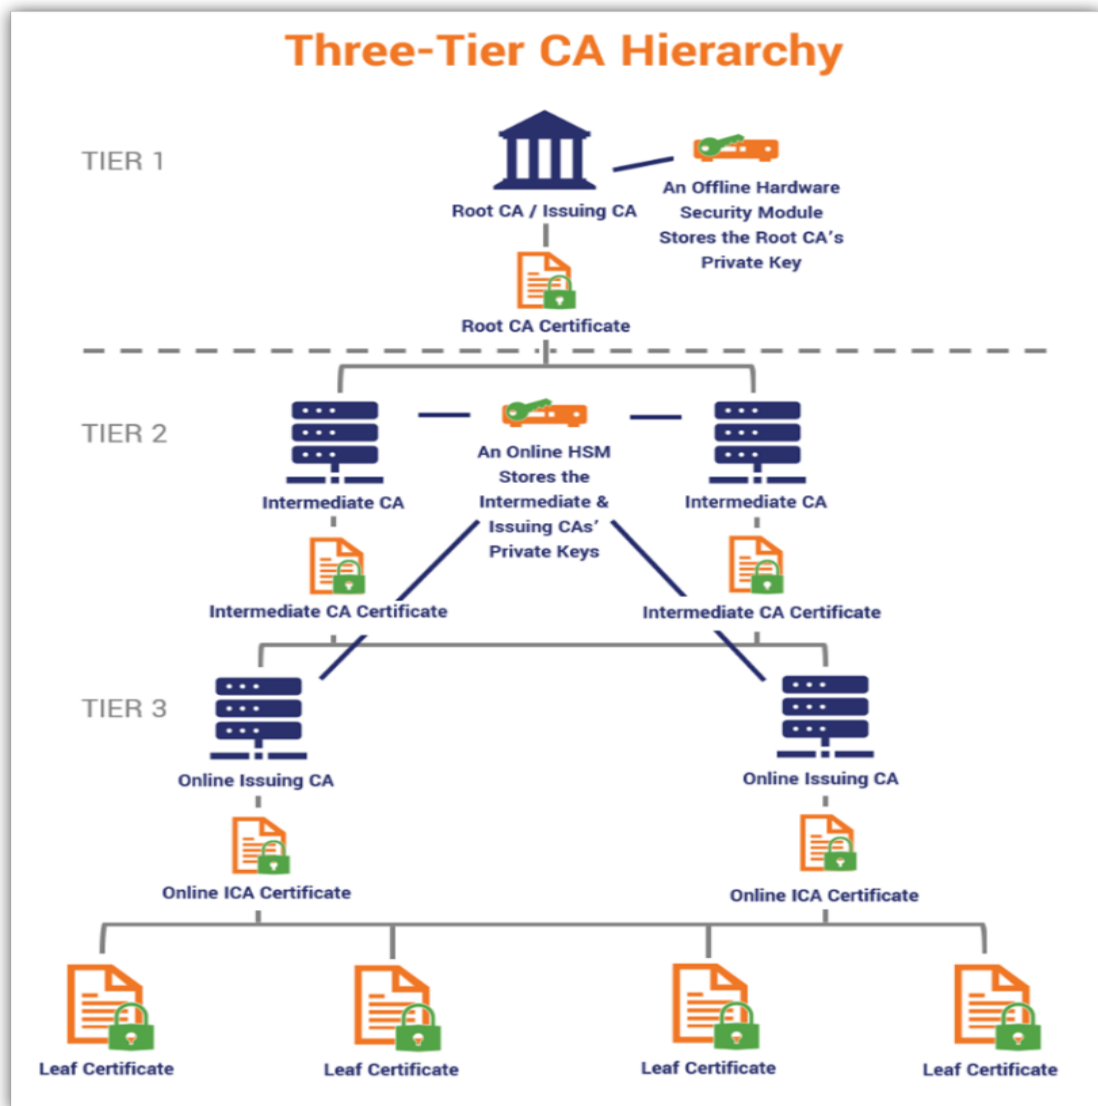 Three-Tier CA Hierarchy
TIER 1
Root CA / Issuing CA
An Offline Hardware
Security Module
Stores the Root CA's
Private Key
Root CA Certificate
TIER 2
Intermediate CA
An Online HSM
Stores the
Intermediate &
Issuing CAs'
Private Keys
Intermediate CA
Intermediate CA Certificate
Intermediate CA Certificate
TIER 3
Online Issuing CA
Online Issuing CA
Online ICA Certificate
Online ICA Certificate
Leaf Certificate
Leaf Certificate
Leaf Certificate
Leaf Certificate